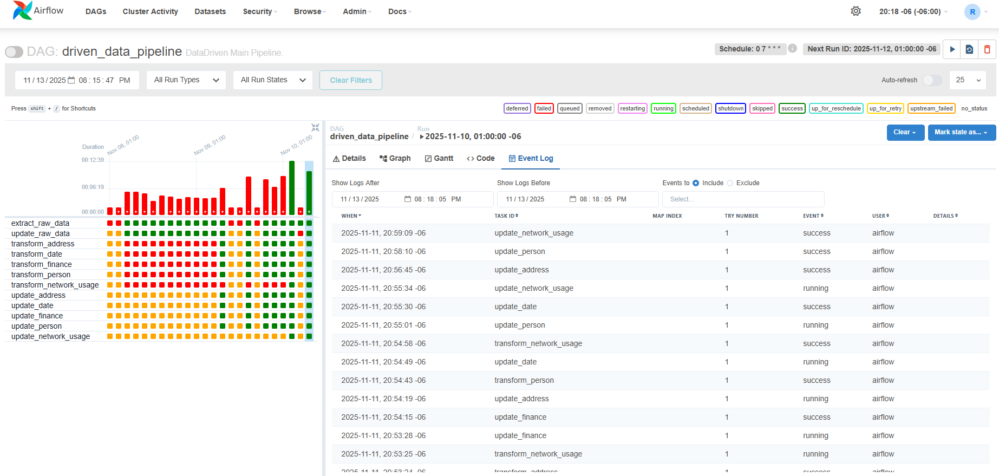 Airflow DAGs Cluster Activity Datasets Security Browse Admin Docs 20:18 -06 (-06:00) R
DAG: driven_data_pipeline DataDriven Main Pipeline. Schedule: 0 7 * * * i Next Run ID: 2025-11-12, 01:00:00 -06
11 / 13 / 2025 08 : 15 : 47 PM All Run Types All Run States Clear Filters Auto-refresh 25
Press shift + / for Shortcuts deferred failed queued removed restarting running scheduled shutdown skipped success up_for_reschedule up_for_retry upstream_failed no_status
Duration
Nov 08, 01:00 Nov 09, 01:00 Nov 10, 01:00
00:12:39
00:06:19
00:00:00
extract_raw_data
update_raw_data
transform_address
transform_date
transform_finance
transform_person
transform_network_usage
update_address
update_date
update_finance
update_person
update_network_usage
DAG Run
driven_data_pipeline / 2025-11-10, 01:00:00 -06 Clear Mark state as...
Details Graph Gantt Code Event Log
Show Logs After Show Logs Before Events to Include Exclude
11 / 13 / 2025 08 : 18 : 05 PM 11 / 13 / 2025 08 : 18 : 05 PM Select...
WHEN TASK ID MAP INDEX TRY NUMBER EVENT USER DETAILS
2025-11-11, 20:59:09 -06 update_network_usage 1 success airflow
2025-11-11, 20:58:10 -06 update_person 1 success airflow
2025-11-11, 20:56:45 -06 update_address 1 success airflow
2025-11-11, 20:55:34 -06 update_network_usage 1 running airflow
2025-11-11, 20:55:30 -06 update_date 1 success airflow
2025-11-11, 20:55:01 -06 update_person 1 running airflow
2025-11-11, 20:54:58 -06 transform_network_usage 1 success airflow
2025-11-11, 20:54:49 -06 update_date 1 running airflow
2025-11-11, 20:54:43 -06 transform_person 1 success airflow
2025-11-11, 20:54:19 -06 update_address 1 running airflow
2025-11-11, 20:54:15 -06 update_finance 1 success airflow
2025-11-11, 20:53:28 -06 update_finance 1 running airflow
2025-11-11, 20:53:25 -06 transform_network_usage 1 running airflow
2025-11-11, 20:53:24 -06 transform_address 1 success airflow